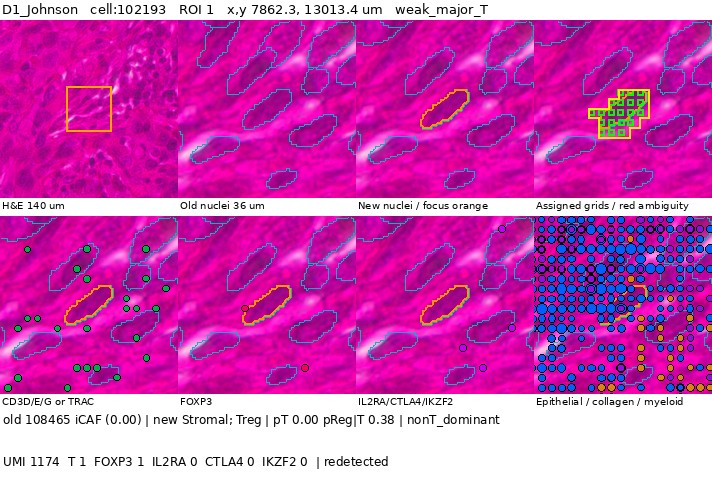 D1_Johnson cell:102193 ROI 1 x,y 7862.3, 13013.4 um weak_major_T
H&E 140 um
Old nuclei 36 um
New nuclei / focus orange
Assigned grids / red ambiguity
CD3D/E/G or TRAC
FOXP3
IL2RA/CTLA4/IKZF2
Epithelial / collagen / myeloid
old 108465 iCAF (0.00) | new Stromal; Treg | pT 0.00 pReg|T 0.38 | nonT_dominant
UMI 1174 T 1 FOXP3 1 IL2RA 0 CTLA4 0 IKZF2 0 | redetected